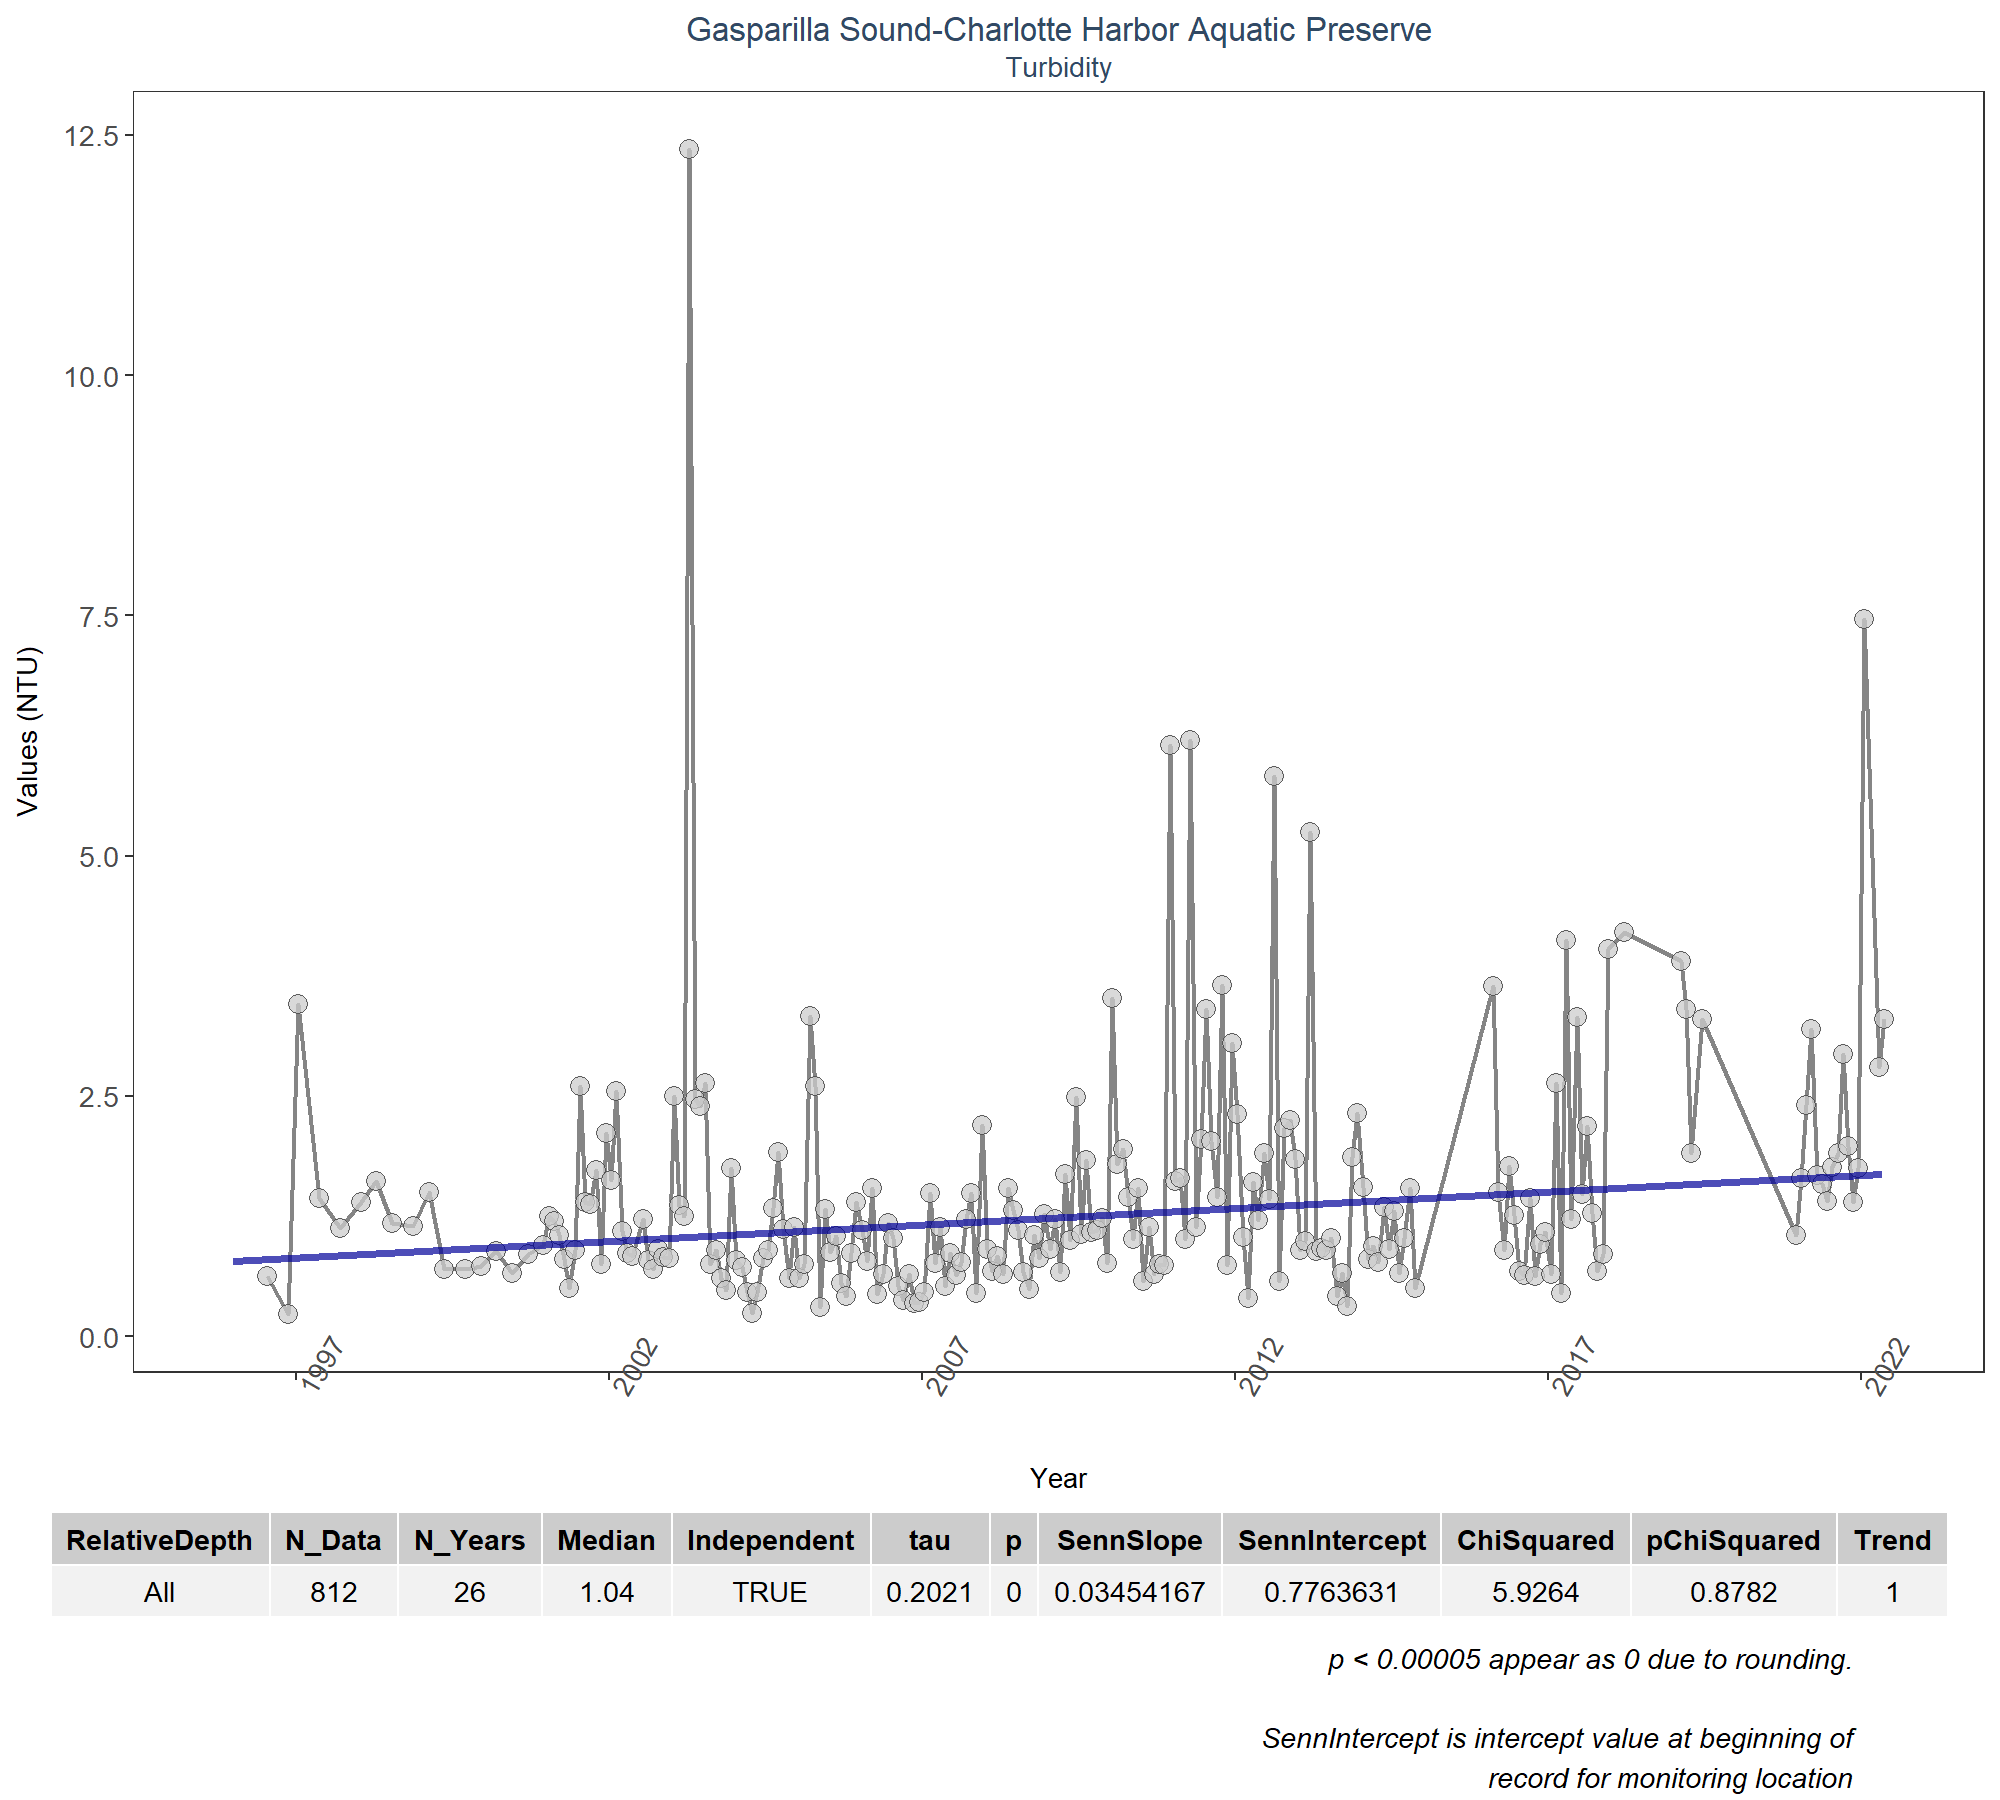 Gasparilla Sound-Charlotte Harbor Aquatic Preserve
Turbidity
Values (NTU)
12.5
10.0
7.5
5.0
2.5
0.0
1997 2002 2007 2012 2017 2022
Year
RelativeDepth N_Data N_Years Median Independent tau p SennSlope SennIntercept ChiSquared pChiSquared Trend
All 812 26 1.04 TRUE 0.2021 0 0.03454167 0.7763631 5.9264 0.8782 1
p < 0.00005 appear as 0 due to rounding.
SennIntercept is intercept value at beginning of
record for monitoring location